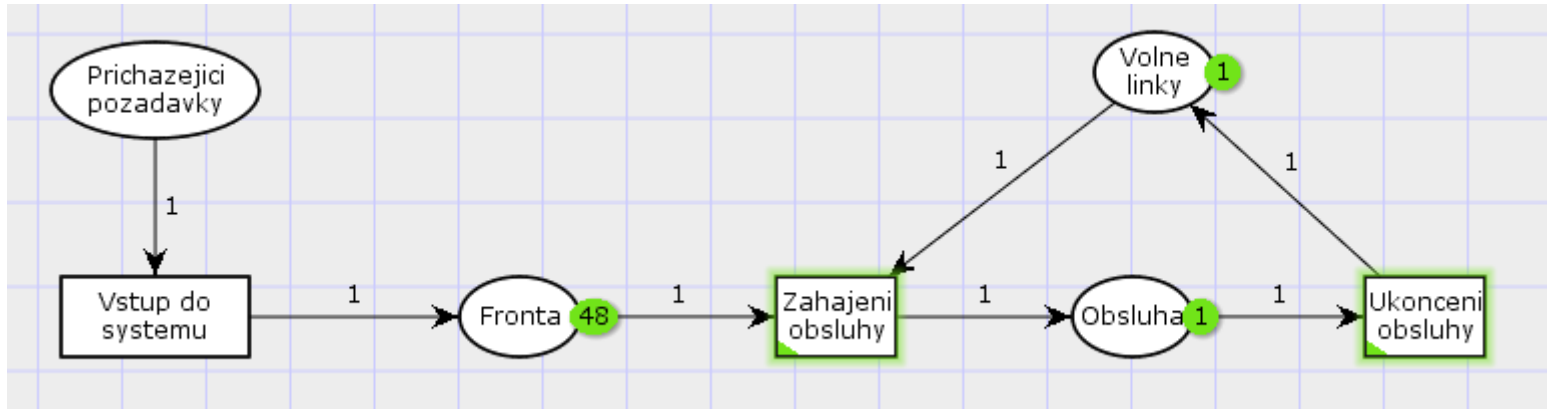 Prichazejici
pozadavky
Volne
linky
1
1
1
1
Vstup do
systemu
1
Fronta
48
1
Zahajeni
obsluhy
1
Obsluha
1
1
Ukonceni
obsluhy